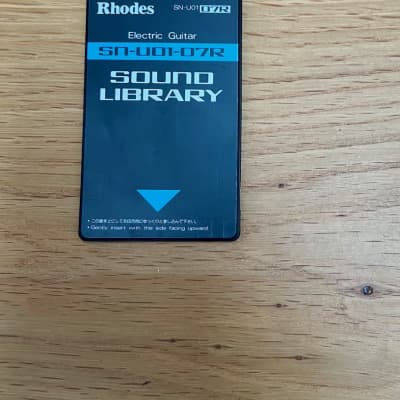 Rhodes SN-U01 07R
Electric Guitar
SN-U01-07R
SOUND
LIBRARY
• Gently insert with this side facing upward.